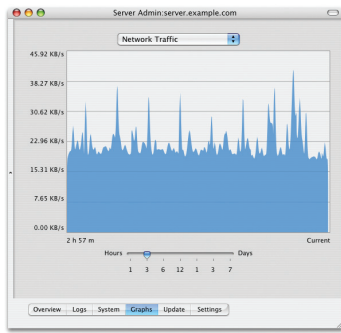 Server Admin:server.example.com
Network Traffic
45.92 KB/s
38.27 KB/s
30.62 KB/s
22.96 KB/s
15.31 KB/s
7.65 KB/s
0.00 KB/s
2 h 57 m Current
Hours Days
1 3 6 12 1 3 7
Overview Logs System Graphs Update Settings